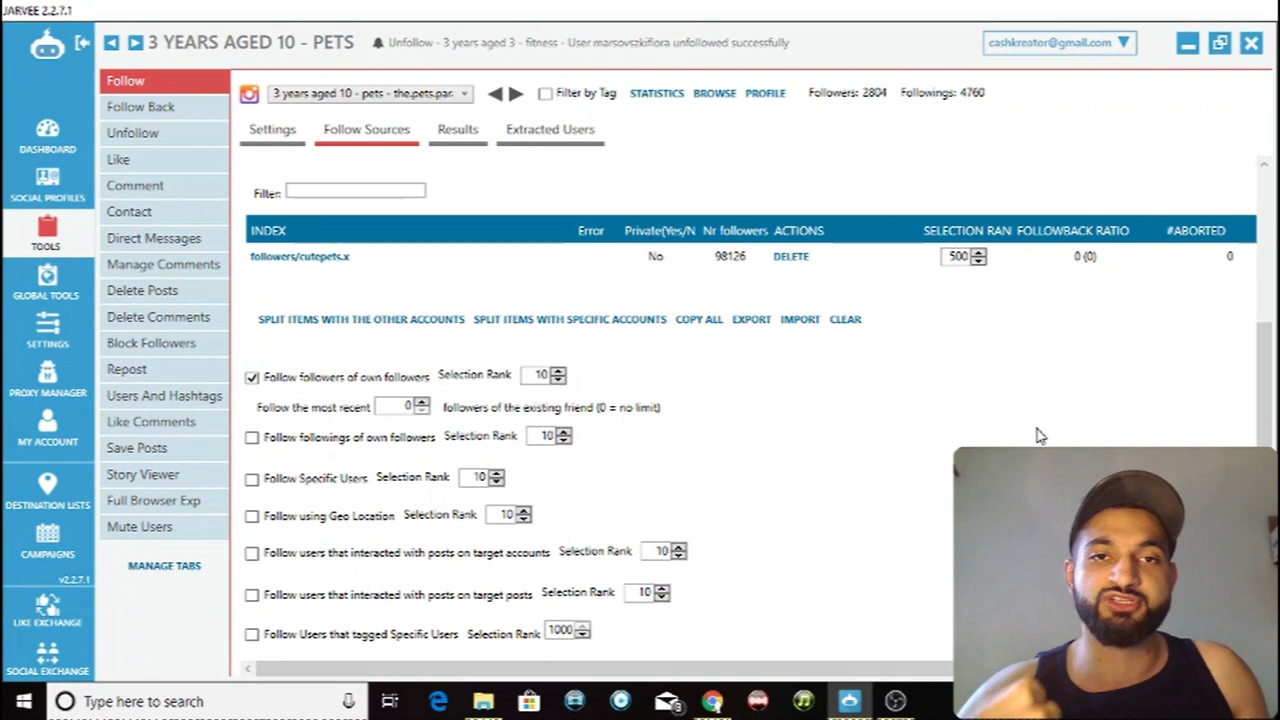 JARVEE 2.2.7.1
3 YEARS AGED 10 - PETS
Unfollow - 3 years aged 3 - fitness - User marsovszkiflora unfollowed successfully
cashkreator@gmail.com
Follow
Follow Back
Unfollow
Like
Comment
Contact
Direct Messages
Manage Comments
Delete Posts
Delete Comments
Block Followers
Repost
Users And Hashtags
Like Comments
Save Posts
Story Viewer
Full Browser Exp
Mute Users
MANAGE TABS
DASHBOARD
SOCIAL PROFILES
TOOLS
GLOBAL TOOLS
SETTINGS
PROXY MANAGER
MY ACCOUNT
DESTINATION LISTS
CAMPAIGNS
v2.2.7.1
LIKE EXCHANGE
SOCIAL EXCHANGE
3 years aged 10 - pets - the.pets.par.
Filter by Tag
STATISTICS
BROWSE
PROFILE
Followers: 2804
Followings: 4760
Settings
Follow Sources
Results
Extracted Users
Filter:
INDEX Error Private(Yes/N Nr followers ACTIONS SELECTION RAN FOLLOWBACK RATIO #ABORTED
followers/cutepets.x No 98126 DELETE 500 0 (0) 0
SPLIT ITEMS WITH THE OTHER ACCOUNTS SPLIT ITEMS WITH SPECIFIC ACCOUNTS COPY ALL EXPORT IMPORT CLEAR
Follow followers of own followers Selection Rank 10
Follow the most recent 0 followers of the existing friend (0 = no limit)
Follow followings of own followers Selection Rank 10
Follow Specific Users Selection Rank 10
Follow using Geo Location Selection Rank 10
Follow users that interacted with posts on target accounts Selection Rank 10
Follow users that interacted with posts on target posts Selection Rank 10
Follow Users that tagged Specific Users Selection Rank 1000
Type here to search
3